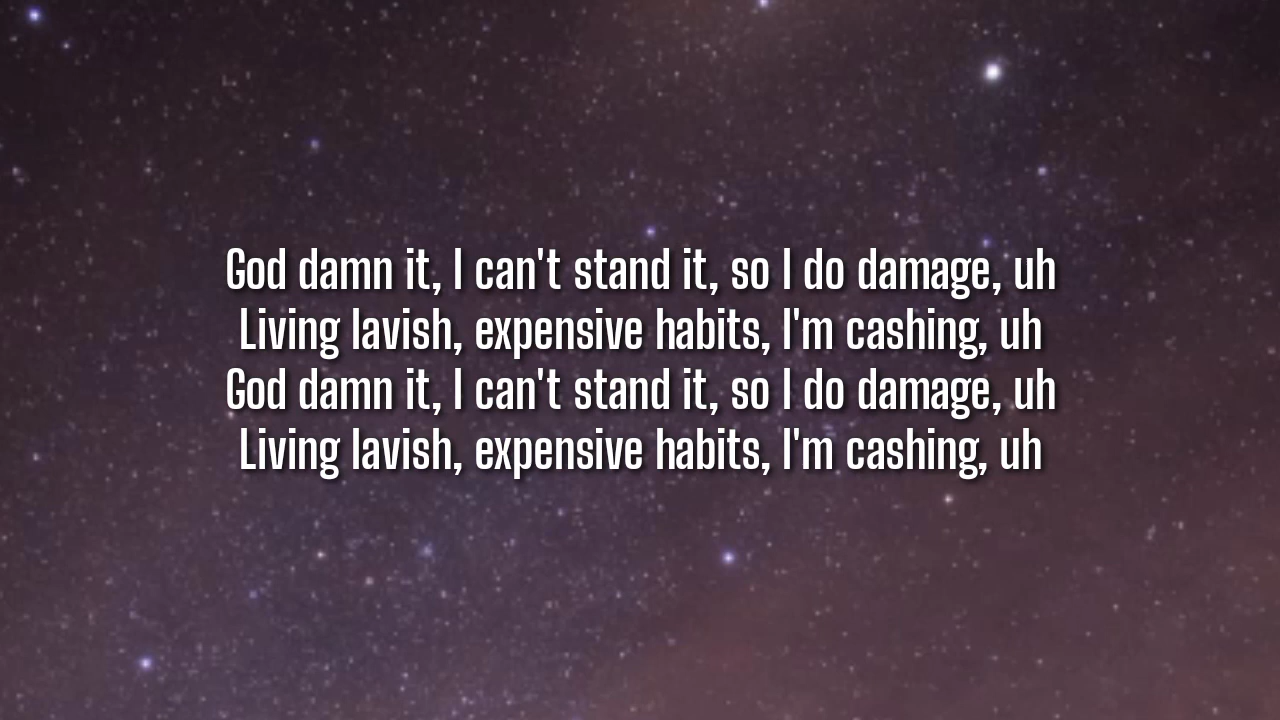 God damn it, I can't stand it, so I do damage, uh
Living lavish, expensive habits, I'm cashing, uh
God damn it, I can't stand it, so I do damage, uh
Living lavish, expensive habits, I'm cashing, uh